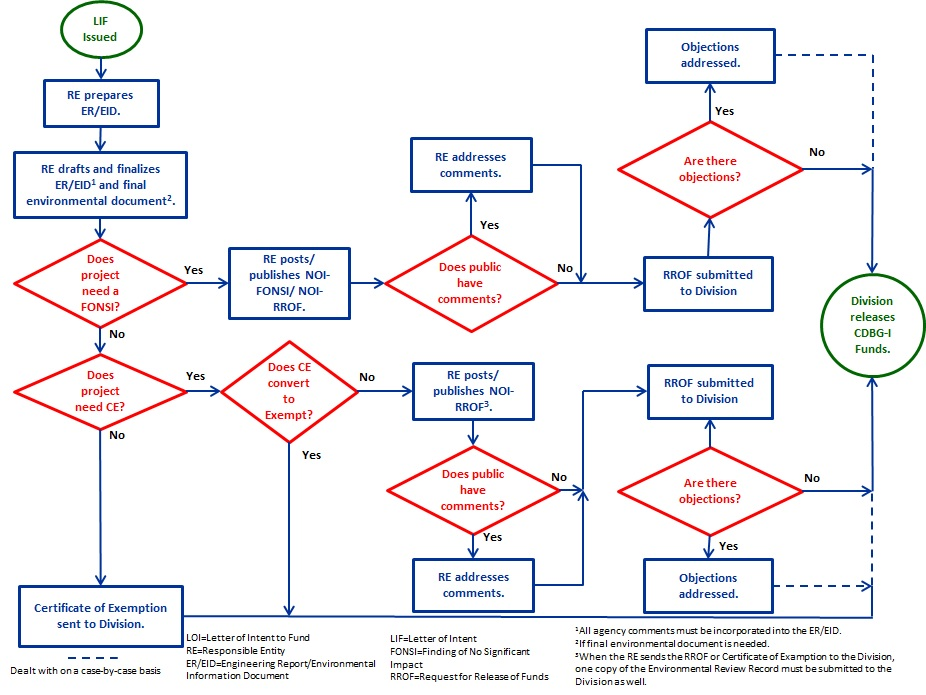 LIF
Issued
RE prepares
ER/EID.
RE drafts and finalizes
ER/EID¹ and final
environmental document².
Does
project
need a
FONSI?
Yes
No
RE posts/
publishes NOI-
FONSI/ NOI-
RROF.
RE addresses
comments.
Yes
Does public
have
comments?
No
RROF submitted
to Division
Objections
addressed.
Yes
Are there
objections?
No
Division
releases
CDBG-I
Funds.
Does
project
need CE?
Yes
No
Does CE
convert
to
Exempt?
No
Yes
RE posts/
publishes NOI-
RROF³.
Does public
have
comments?
No
Yes
RE addresses
comments.
RROF submitted
to Division
Are there
objections?
No
Yes
Objections
addressed.
Certificate of Exemption
sent to Division.
Dealt with on a case-by-case basis
LOI=Letter of Intent to Fund
RE=Responsible Entity
ER/EID=Engineering Report/Environmental
Information Document
LIF=Letter of Intent
FONSI=Finding of No Significant
Impact
RROF=Request for Release of Funds
¹All agency comments must be incorporated into the ER/EID.
²If final environmental document is needed.
³When the RE sends the RROF or Certificate of Exemption to the Division,
one copy of the Environmental Review Record must be submitted to the
Division as well.